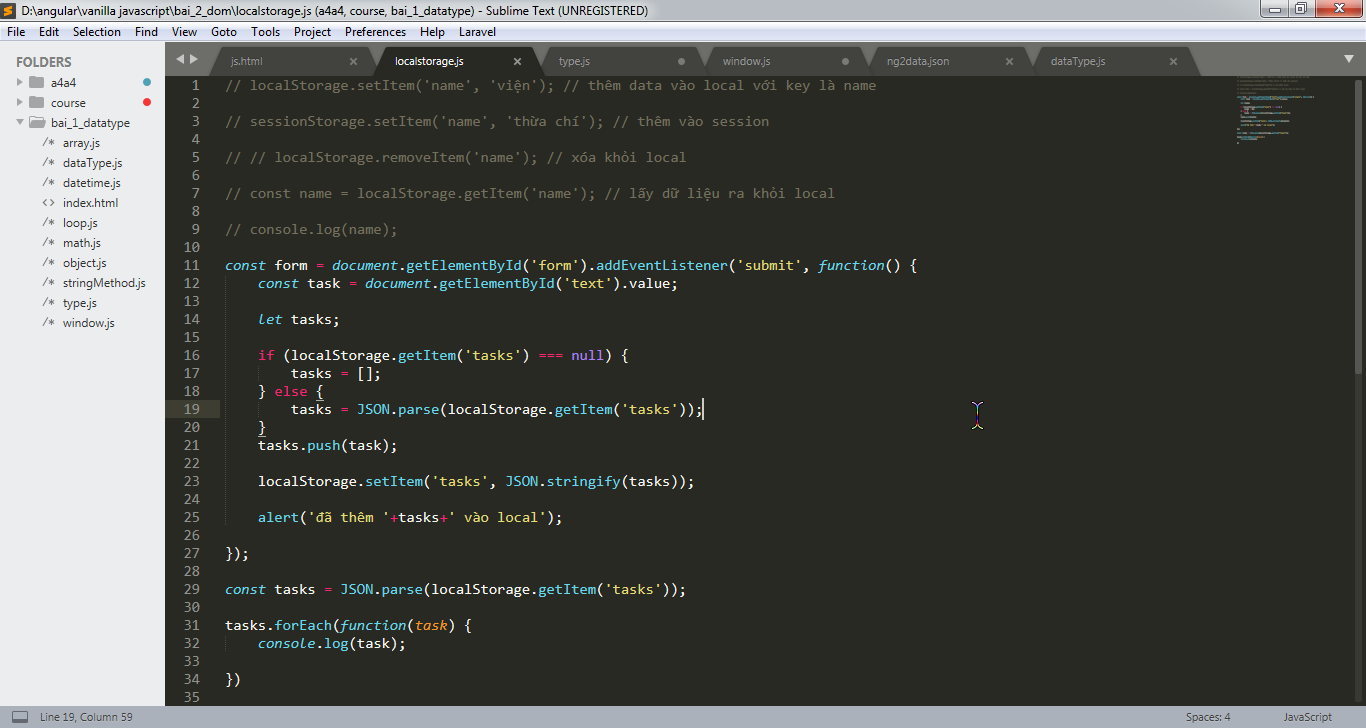 D:\angular\vanilla javascript\bai_2_dom\localstorage.js (a4a4, course, bai_1_datatype) - Sublime Text (UNREGISTERED)
File Edit Selection Find View Goto Tools Project Preferences Help Laravel
FOLDERS
a4a4
course
bai_1_datatype
/* array.js
/* dataType.js
/* datetime.js
<> index.html
/* loop.js
/* math.js
/* object.js
/* stringMethod.js
/* type.js
/* window.js
js.html localstorage.js type.js window.js ng2data.json dataType.js
1 // localStorage.setItem('name', 'viện'); // thêm data vào local với key là name
2
3 // sessionStorage.setItem('name', 'thừa chí'); // thêm vào session
4
5 // // localStorage.removeItem('name'); // xóa khỏi local
6
7 // const name = localStorage.getItem('name'); // lấy dữ liệu ra khỏi local
8
9 // console.log(name);
10
11 const form = document.getElementById('form').addEventListener('submit', function() {
12     const task = document.getElementById('text').value;
13
14     let tasks;
15
16     if (localStorage.getItem('tasks') === null) {
17         tasks = [];
18     } else {
19         tasks = JSON.parse(localStorage.getItem('tasks'));
20     }
21     tasks.push(task);
22
23     localStorage.setItem('tasks', JSON.stringify(tasks));
24
25     alert('đã thêm '+tasks+' vào local');
26
27 });
28
29 const tasks = JSON.parse(localStorage.getItem('tasks'));
30
31 tasks.forEach(function(task) {
32     console.log(task);
33
34 })
35
Line 19, Column 59 Spaces: 4 JavaScript